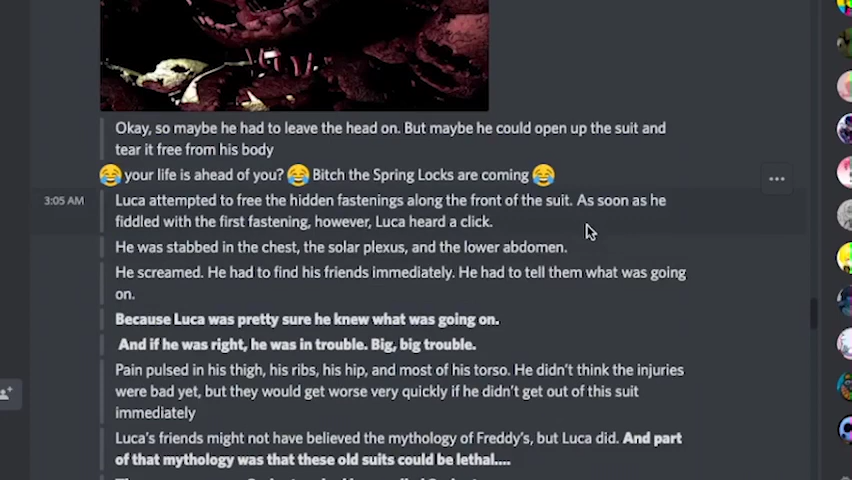 Okay, so maybe he had to leave the head on. But maybe he could open up the suit and
tear it free from his body
😂 your life is ahead of you? 😂 Bitch the Spring Locks are coming 😂
3:05 AM
Luca attempted to free the hidden fastenings along the front of the suit. As soon as he
fiddled with the first fastening, however, Luca heard a click.
He was stabbed in the chest, the solar plexus, and the lower abdomen.
He screamed. He had to find his friends immediately. He had to tell them what was going
on.
Because Luca was pretty sure he knew what was going on.
And if he was right, he was in trouble. Big, big trouble.
Pain pulsed in his thigh, his ribs, his hip, and most of his torso. He didn't think the injuries
were bad yet, but they would get worse very quickly if he didn't get out of this suit
immediately
Luca's friends might not have believed the mythology of Freddy's, but Luca did. And part
of that mythology was that these old suits could be lethal....